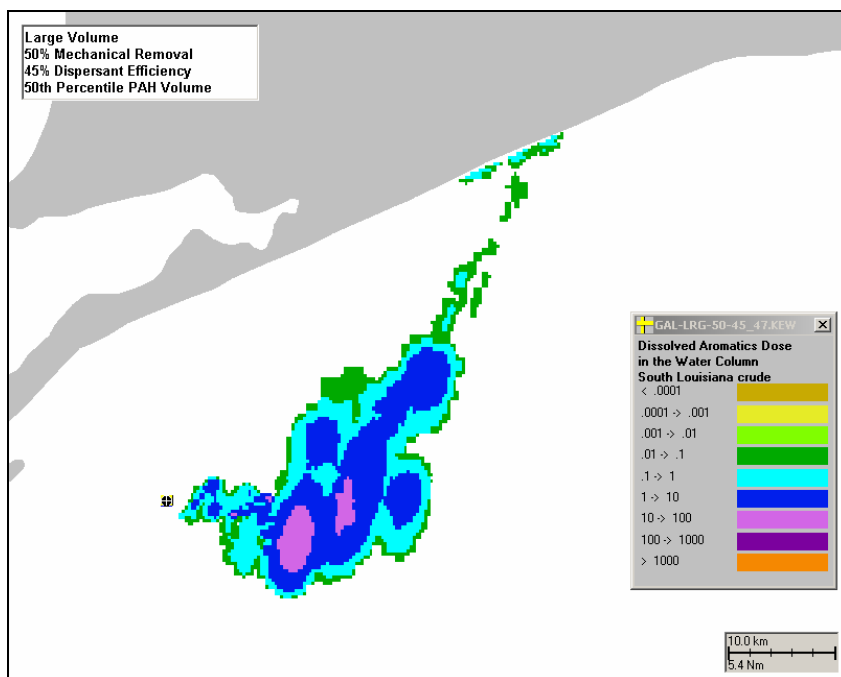 Large Volume
50% Mechanical Removal
45% Dispersant Efficiency
50th Percentile PAH Volume
GAL-LRG-50-45_47.KEW
Dissolved Aromatics Dose
in the Water Column
South Louisiana crude
< .0001
.0001 -> .001
.001 -> .01
.01 -> .1
.1 -> 1
1 -> 10
10 -> 100
100 -> 1000
> 1000
10.0 km
5.4 Nm